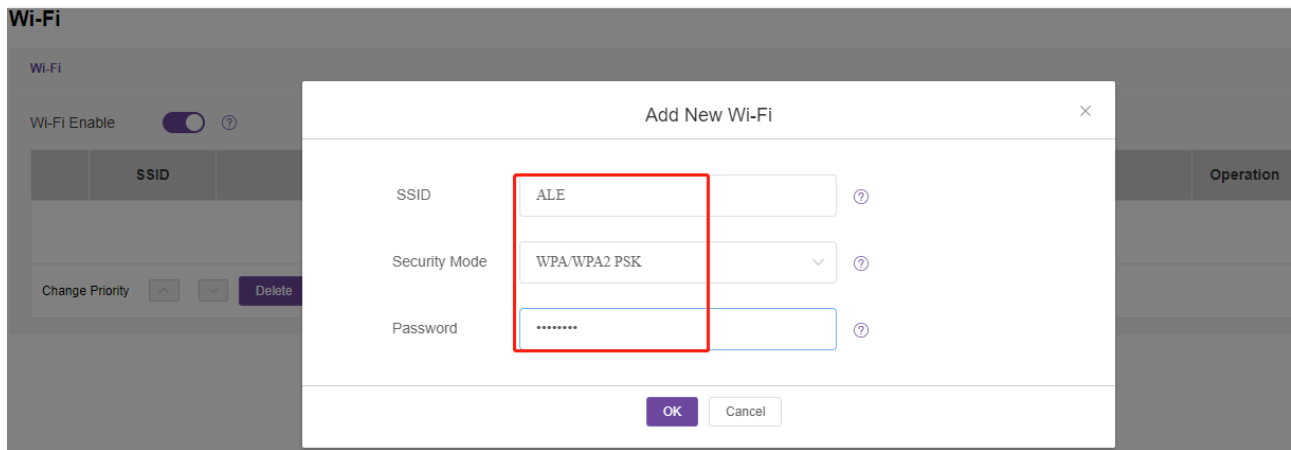 Wi-Fi
Wi-Fi
Wi-Fi Enable
SSID
Operation
Change Priority
Delete
Add New Wi-Fi
SSID
ALE
Security Mode
WPA/WPA2 PSK
Password
••••••••
OK
Cancel